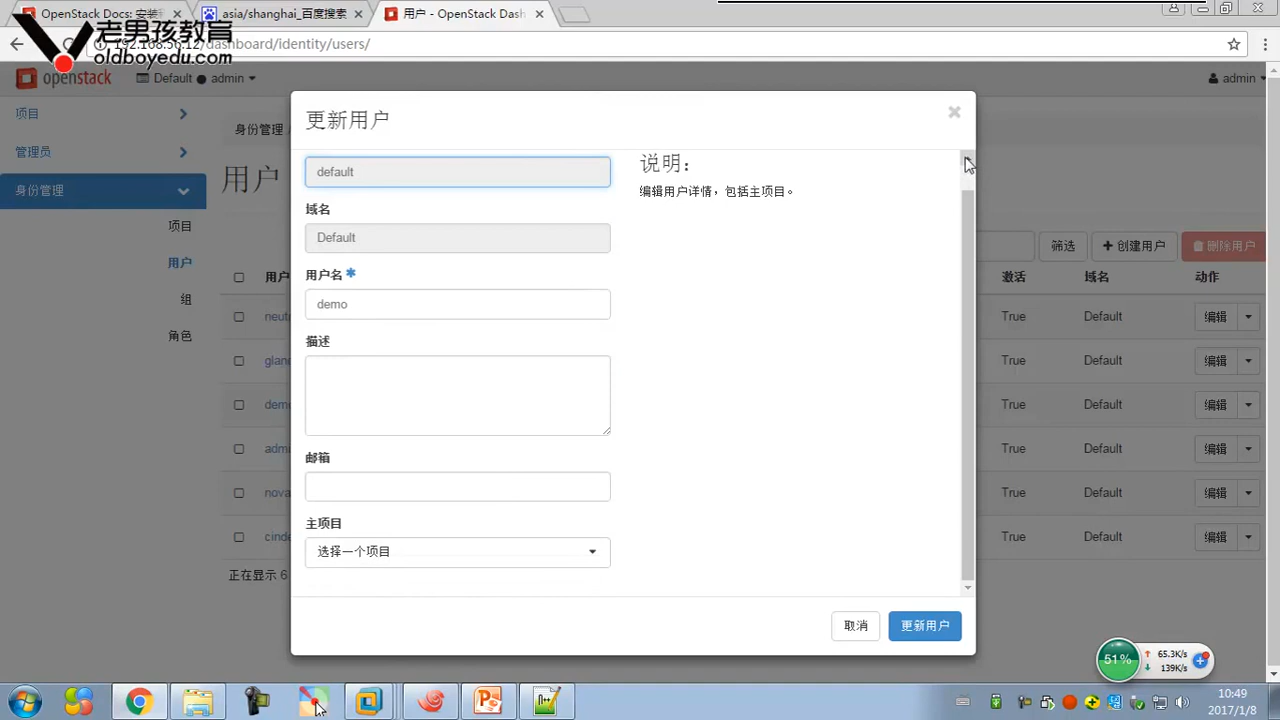 OpenStack Docs: 安装
asia/shanghai_百度搜索
用户 - OpenStack Dash
老男孩教育
oldboyedu.com
192.168.56.12/dashboard/identity/users/
openstack
Default ● admin
admin
项目
管理员
身份管理
项目
用户
组
角色
身份管理 /
用户
更新用户
default
域名
Default
用户名 *
demo
描述
邮箱
主项目
选择一个项目
说明:
编辑用户详情，包括主项目。
取消
更新用户
筛选
+ 创建用户
删除用户
用户
激活
域名
动作
neut
True
Default
编辑
glan
True
Default
编辑
demo
True
Default
编辑
admi
True
Default
编辑
nova
True
Default
编辑
cinde
True
Default
编辑
正在显示 6
51%
65.3K/s
139K/s
10:49
2017/1/8